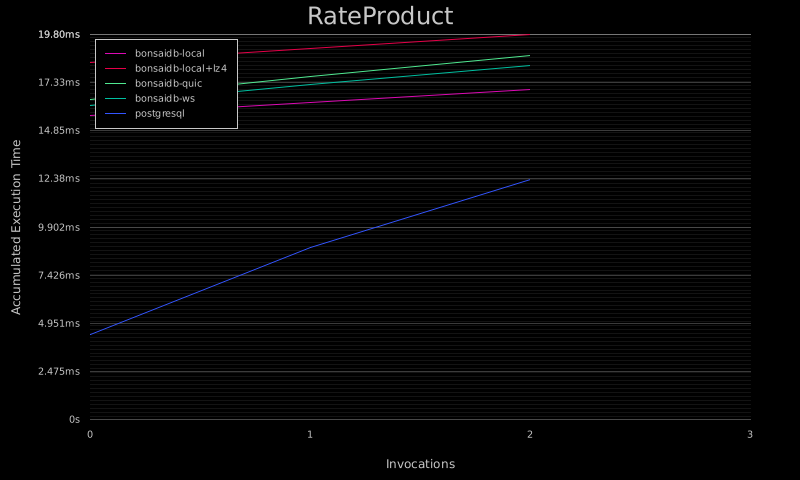 RateProduct
19.80ms
17.33ms
14.85ms
12.38ms
9.902ms
7.426ms
4.951ms
2.475ms
0s
bonsaidb-local
bonsaidb-local+lz4
bonsaidb-quic
bonsaidb-ws
postgresql
Accumulated Execution Time
0 1 2 3
Invocations